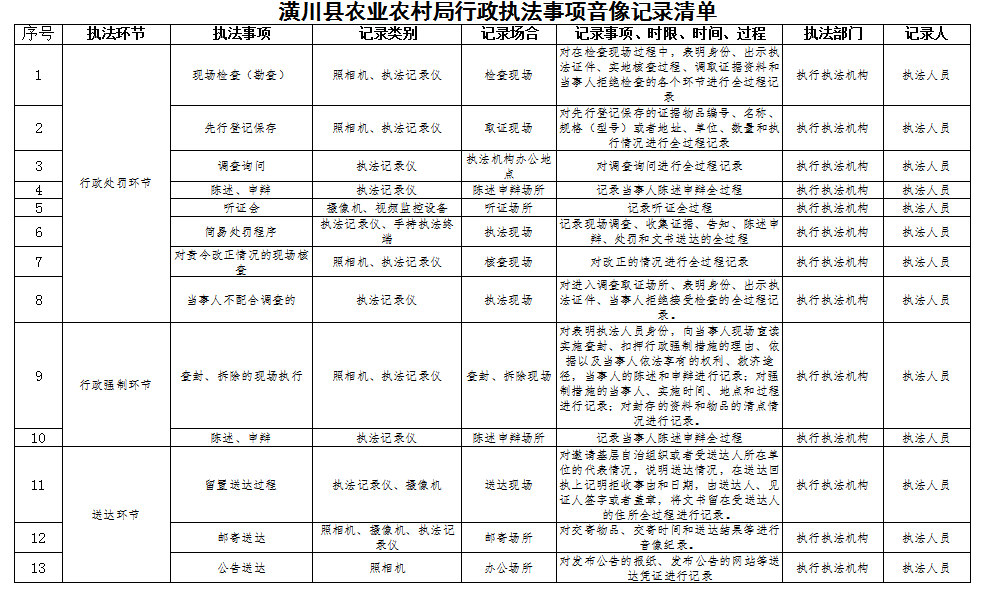 潢川县农业农村局行政执法事项音像记录清单
序号 执法环节 执法事项 记录类别 记录场合 记录事项、时限、时间、过程 执法部门 记录人
1 行政处罚环节 现场检查（勘查） 照相机、执法记录仪 检查现场 对在检查现场过程中，表明身份、出示执
法证件、实地核查过程、调取证据资料和
当事人拒绝检查的各个环节进行全过程记
录 执行执法机构 执法人员
2 先行登记保存 照相机、执法记录仪 取证现场 对先行登记保存的证据物品编号、名称、
规格（型号）或者地址、单位、数量和执
行情况进行全过程记录 执行执法机构 执法人员
3 调查询问 执法记录仪 执法机构办公地
点 对调查询问进行全过程记录 执行执法机构 执法人员
4 陈述、申辩 执法记录仪 陈述申辩场所 记录当事人陈述申辩全过程 执行执法机构 执法人员
5 听证会 摄像机、视频监控设备 听证场所 记录听证全过程 执行执法机构 执法人员
6 简易处罚程序 执法记录仪、手持执法终
端 执法现场 记录现场调查、收集证据、告知、陈述申
辩、处罚和文书送达的全过程 执行执法机构 执法人员
7 对责令改正情况的现场核
查 照相机、执法记录仪 核查现场 对改正的情况进行全过程记录 执行执法机构 执法人员
8 当事人不配合调查的 执法记录仪 执法现场 对进入调查取证场所、表明身份、出示执
法证件、当事人拒绝接受检查的全过程记
录。 执行执法机构 执法人员
9 行政强制环节 查封、拆除的现场执行 照相机、执法记录仪 查封、拆除现场 对表明执法人员身份，向当事人现场宣读
实施查封、扣押行政强制措施的理由、依
据以及当事人依法享有的权利、救济途
径，当事人的陈述和申辩进行记录；对强
制措施的当事人、实施时间、地点和过程
进行记录；对封存的资料和物品的清点情
况进行记录。 执行执法机构 执法人员
10 陈述、申辩 执法记录仪 陈述申辩场所 记录当事人陈述申辩全过程 执行执法机构 执法人员
11 送达环节 留置送达过程 执法记录仪、摄像机 送达现场 对邀请基层自治组织或者受送达人所在单
位的代表情况，说明送达情况，在送达回
执上记明拒收事由和日期，由送达人、见
证人签字或者盖章，将文书留在受送达人
的住所全过程进行记录。 执行执法机构 执法人员
12 邮寄送达 照相机、摄像机、执法记
录仪 邮寄场所 对交寄物品、交寄时间和送达结果等进行
音像纪录。 执行执法机构 执法人员
13 公告送达 照相机 办公场所 对发布公告的报纸、发布公告的网站等送
达凭证进行记录 执行执法机构 执法人员